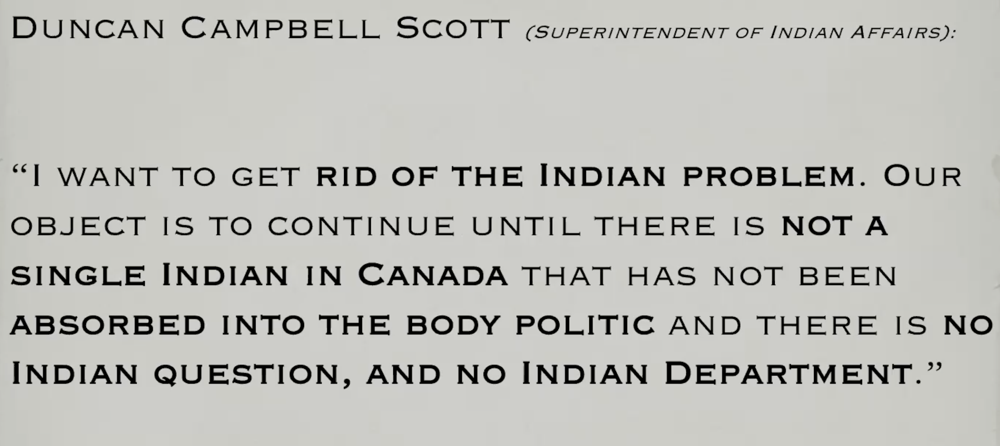 Duncan Campbell Scott (Superintendent of Indian Affairs):
“I want to get rid of the Indian problem. Our
object is to continue until there is not a
single Indian in Canada that has not been
absorbed into the body politic and there is no
Indian question, and no Indian Department.”